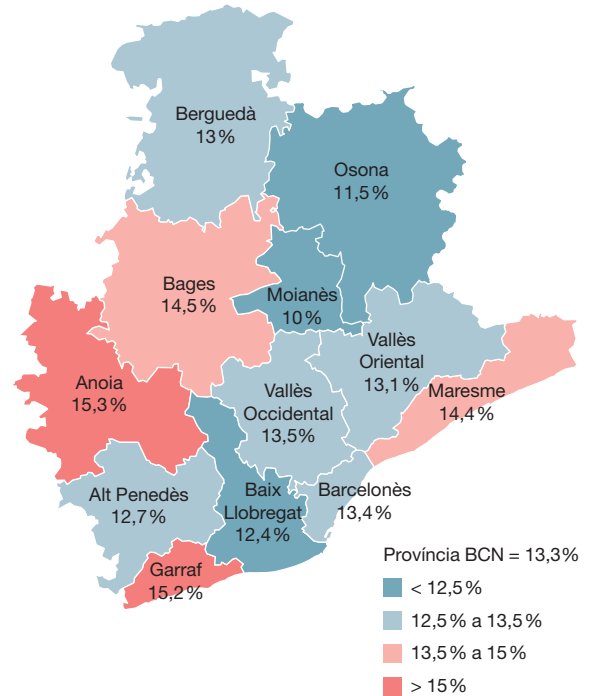 Berguedà
13%
Osona
11,5%
Bages
14,5%
Moianès
10%
Vallès
Oriental
13,1%
Maresme
14,4%
Anoia
15,3%
Vallès
Occidental
13,5%
Alt Penedès
12,7%
Baix
Llobregat
12,4%
Barcelonès
13,4%
Garraf
15,2%
Província BCN = 13,3%
< 12,5%
12,5% a 13,5%
13,5% a 15%
> 15%